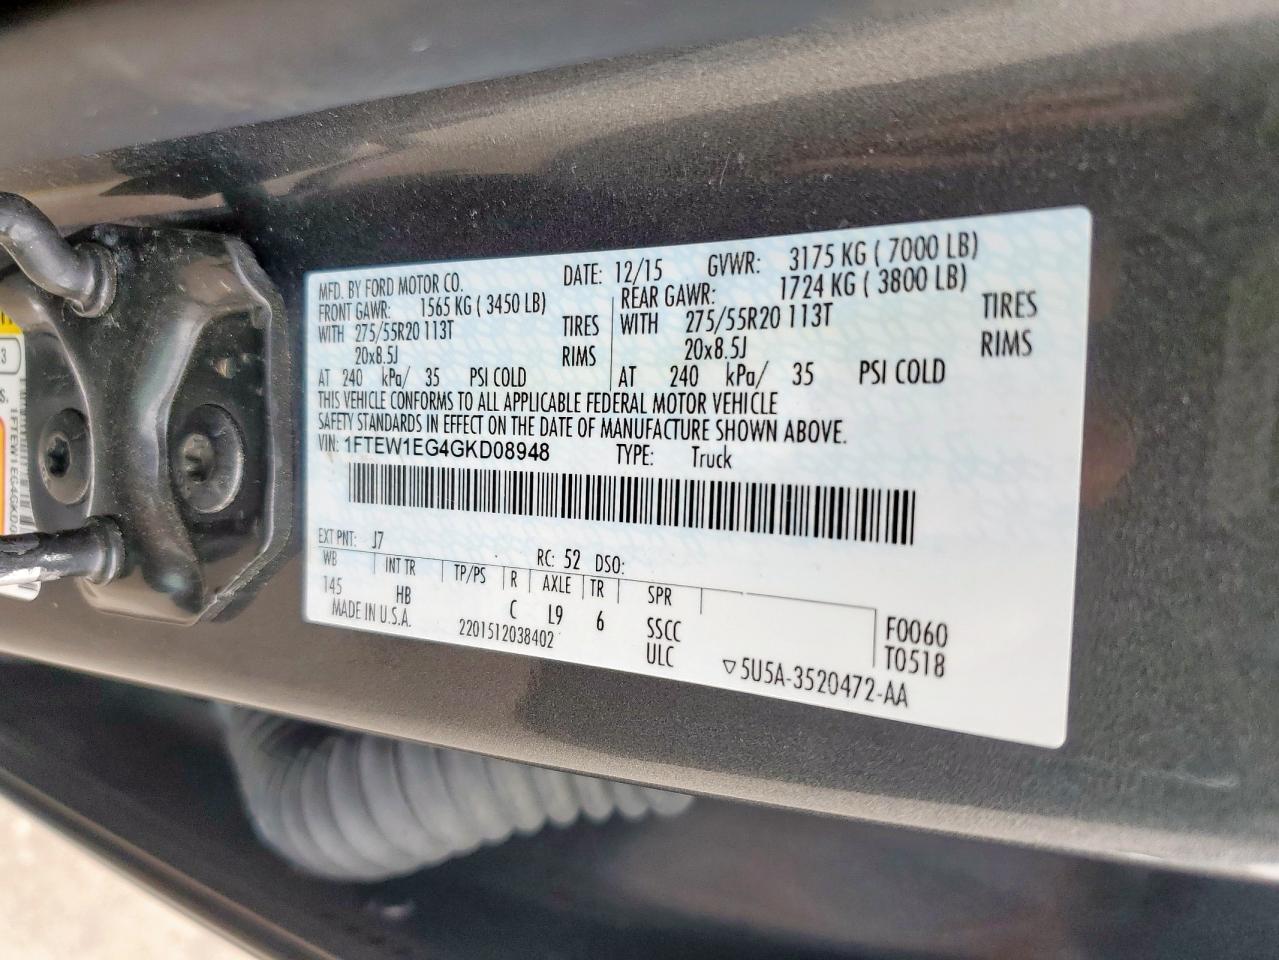 MFD. BY FORD MOTOR CO. DATE: 12/15 GVWR: 3175 KG ( 7000 LB)
FRONT GAWR: 1565 KG ( 3450 LB) REAR GAWR: 1724 KG ( 3800 LB)
WITH 275/55R20 113T TIRES WITH 275/55R20 113T TIRES
20x8.5J RIMS 20x8.5J RIMS
AT 240 kPa/ 35 PSI COLD AT 240 kPa/ 35 PSI COLD
THIS VEHICLE CONFORMS TO ALL APPLICABLE FEDERAL MOTOR VEHICLE
SAFETY STANDARDS IN EFFECT ON THE DATE OF MANUFACTURE SHOWN ABOVE.
VIN: 1FTEW1EG4GKD08948 TYPE: Truck
EXT PNT: J7 RC: 52 DSO:
WB INT TR TP/PS R AXLE TR SPR
145 HB C L9 6 SSCC F0060
MADE IN U.S.A. 2201512038402 ULC T0518
▽5U5A-3520472-AA